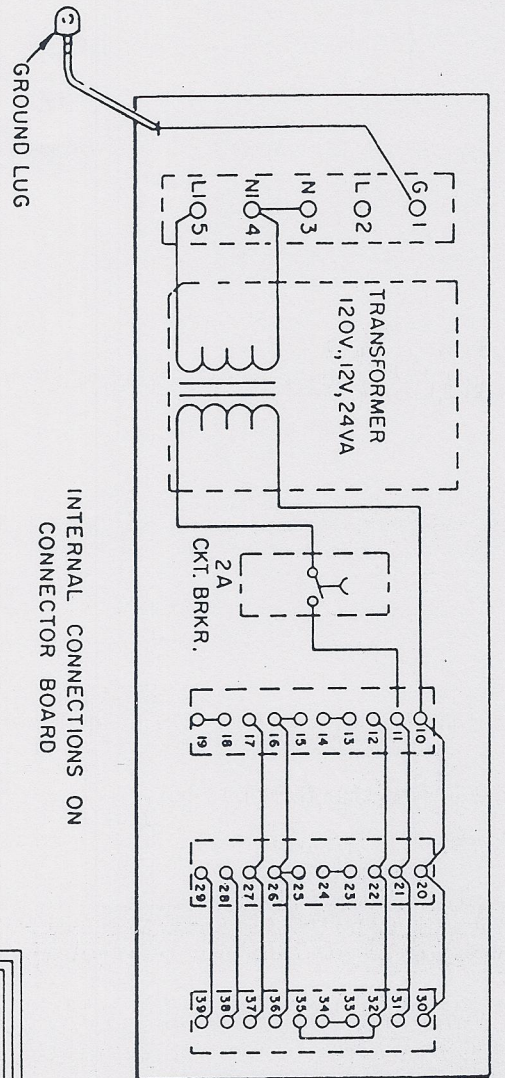 GROUND LUG
G 1
L 2
N 3
N1 4
L1 5
TRANSFORMER
120V., 12V, 24VA
2 A
CKT. BRKR.
10
11
12
13
14
15
16
17
18
19
20
21
22
23
24
25
26
27
28
29
30
31
32
33
34
35
36
37
38
39
INTERNAL CONNECTIONS ON
CONNECTOR BOARD